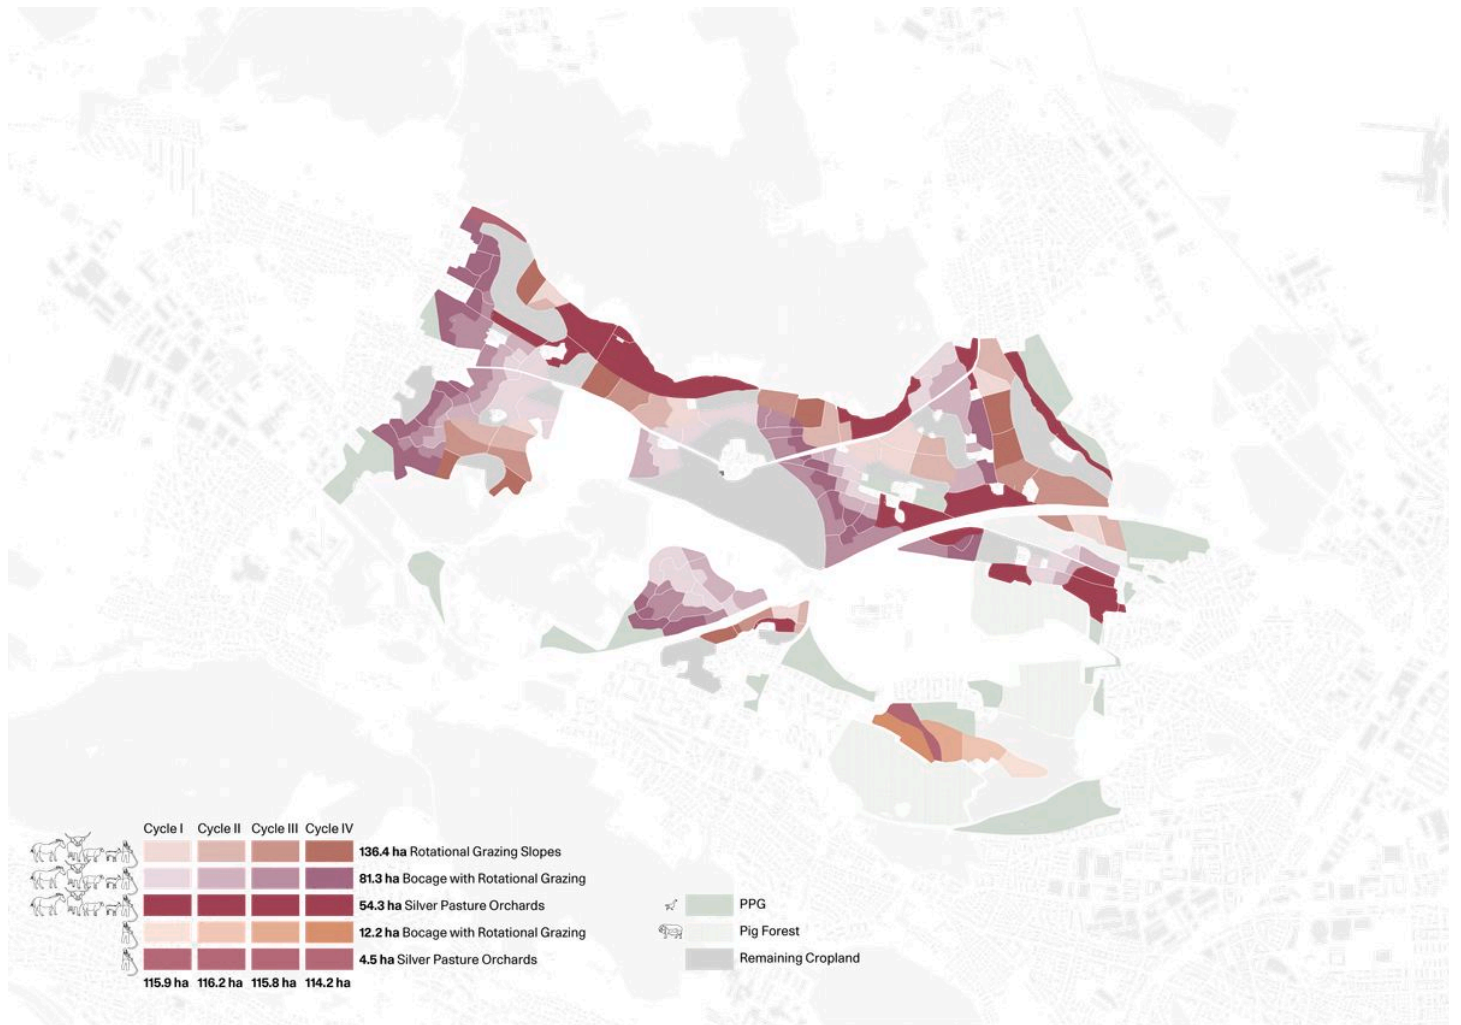 Cycle I Cycle II Cycle III Cycle IV
136.4 ha Rotational Grazing Slopes
81.3 ha Bocage with Rotational Grazing
54.3 ha Silver Pasture Orchards
12.2 ha Bocage with Rotational Grazing
4.5 ha Silver Pasture Orchards
115.9 ha 116.2 ha 115.8 ha 114.2 ha
PPG
Pig Forest
Remaining Cropland